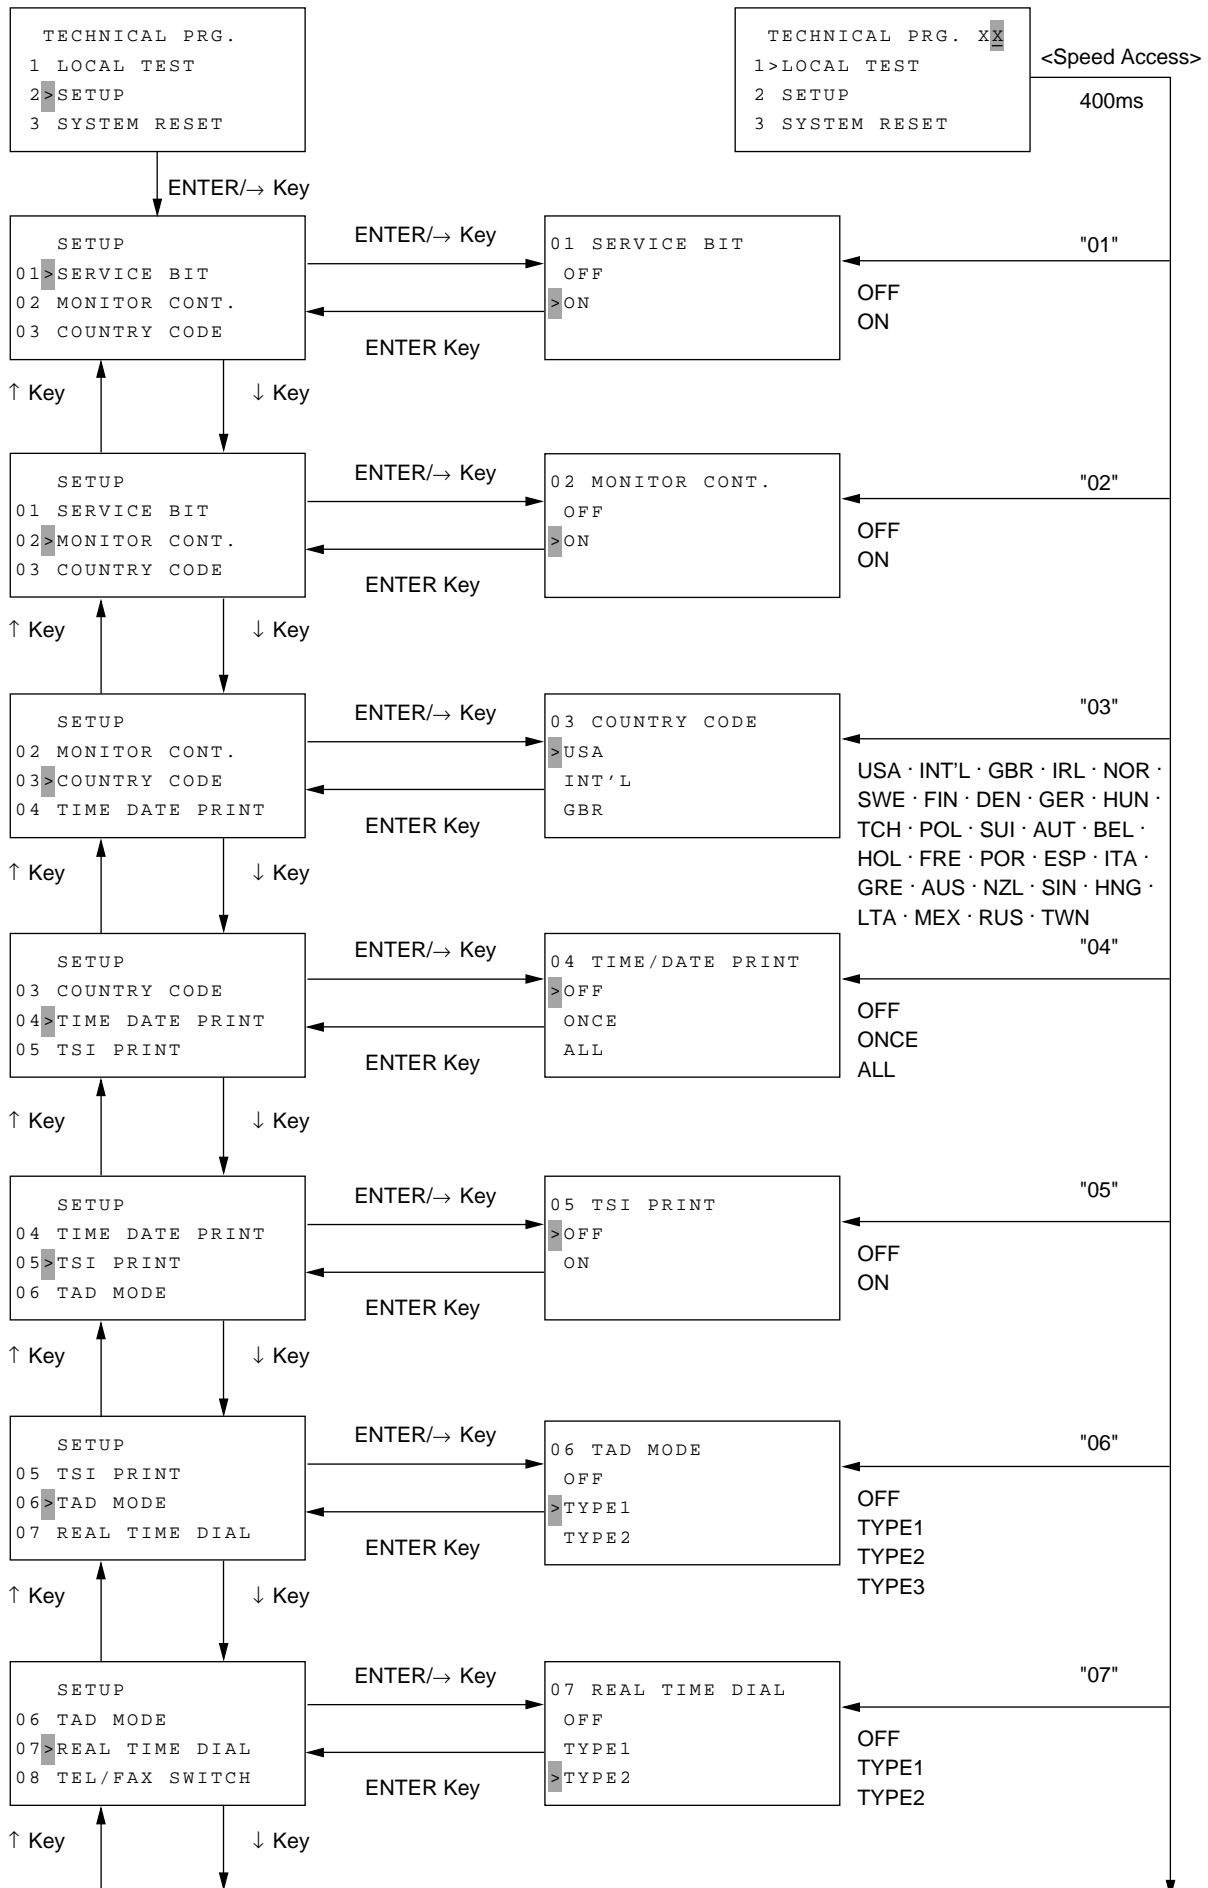 TECHNICAL PRG.
1 LOCAL TEST
2>SETUP
3 SYSTEM RESET
TECHNICAL PRG. XX
1>LOCAL TEST
2 SETUP
3 SYSTEM RESET
<Speed Access>
400ms
ENTER/→ Key
SETUP
01>SERVICE BIT
02 MONITOR CONT.
03 COUNTRY CODE
ENTER/→ Key
ENTER Key
01 SERVICE BIT
OFF
>ON
"01"
OFF
ON
↑ Key
↓ Key
SETUP
01 SERVICE BIT
02>MONITOR CONT.
03 COUNTRY CODE
ENTER/→ Key
ENTER Key
02 MONITOR CONT.
OFF
>ON
"02"
OFF
ON
↑ Key
↓ Key
SETUP
02 MONITOR CONT.
03>COUNTRY CODE
04 TIME DATE PRINT
ENTER/→ Key
ENTER Key
03 COUNTRY CODE
>USA
INT'L
GBR
"03"
USA · INT'L · GBR · IRL · NOR ·
SWE · FIN · DEN · GER · HUN ·
TCH · POL · SUI · AUT · BEL ·
HOL · FRE · POR · ESP · ITA ·
GRE · AUS · NZL · SIN · HNG ·
LTA · MEX · RUS · TWN
↑ Key
↓ Key
SETUP
03 COUNTRY CODE
04>TIME DATE PRINT
05 TSI PRINT
ENTER/→ Key
ENTER Key
04 TIME/DATE PRINT
>OFF
ONCE
ALL
"04"
OFF
ONCE
ALL
↑ Key
↓ Key
SETUP
04 TIME DATE PRINT
05>TSI PRINT
06 TAD MODE
ENTER/→ Key
ENTER Key
05 TSI PRINT
>OFF
ON
"05"
OFF
ON
↑ Key
↓ Key
SETUP
05 TSI PRINT
06>TAD MODE
07 REAL TIME DIAL
ENTER/→ Key
ENTER Key
06 TAD MODE
OFF
>TYPE1
TYPE2
"06"
OFF
TYPE1
TYPE2
TYPE3
↑ Key
↓ Key
SETUP
06 TAD MODE
07>REAL TIME DIAL
08 TEL/FAX SWITCH
ENTER/→ Key
ENTER Key
07 REAL TIME DIAL
OFF
TYPE1
>TYPE2
"07"
OFF
TYPE1
TYPE2
↑ Key
↓ Key